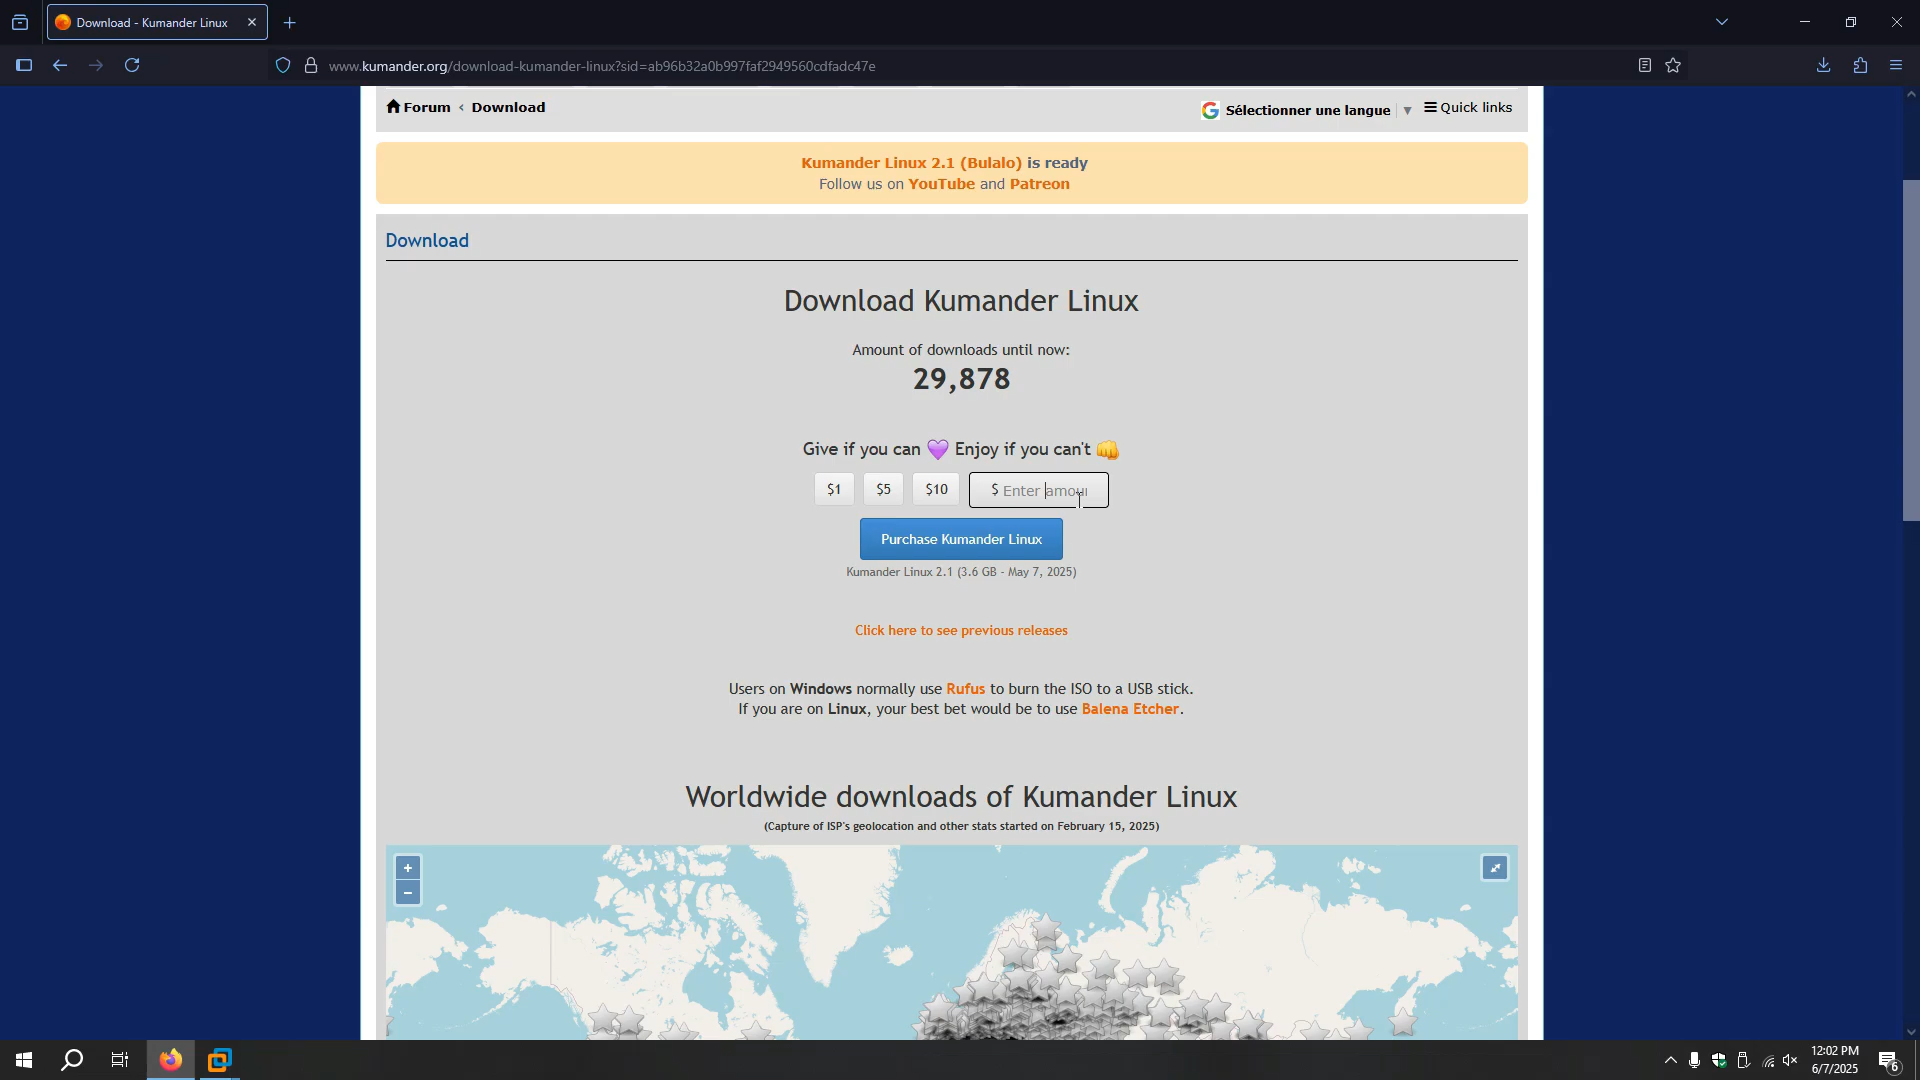 Download - Kumander Linux
www.kumander.org/download-kumander-linux?sid=ab96b32a0b997faf2949560cdfadc47e
Forum ‹ Download
G Sélectionner une langue ▼
Quick links
Kumander Linux 2.1 (Bulalo) is ready
Follow us on YouTube and Patreon
Download
Download Kumander Linux
Amount of downloads until now:
29,878
Give if you can 💜 Enjoy if you can't 👊
$1 $5 $10 $ Enter amoun
Purchase Kumander Linux
Kumander Linux 2.1 (3.6 GB - May 7, 2025)
Click here to see previous releases
Users on Windows normally use Rufus to burn the ISO to a USB stick.
If you are on Linux, your best bet would be to use Balena Etcher.
Worldwide downloads of Kumander Linux
(Capture of ISP's geolocation and other stats started on February 15, 2025)
+
−
12:02 PM
6/7/2025
6